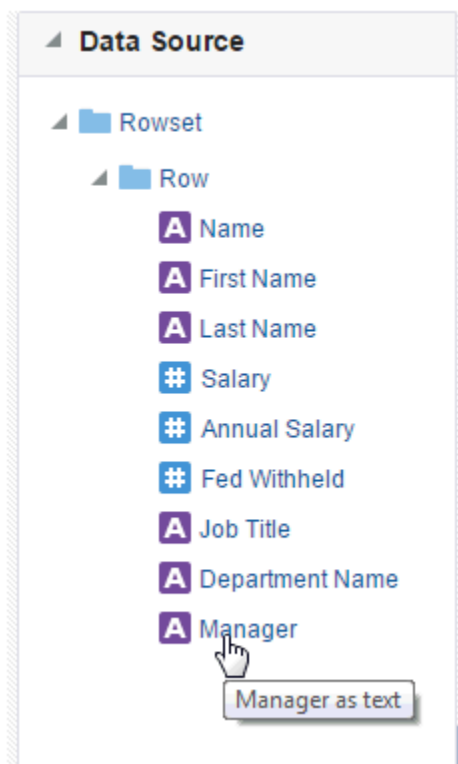 Data Source
Rowset
Row
A Name
A First Name
A Last Name
# Salary
# Annual Salary
# Fed Withheld
A Job Title
A Department Name
A Manager
Manager as text